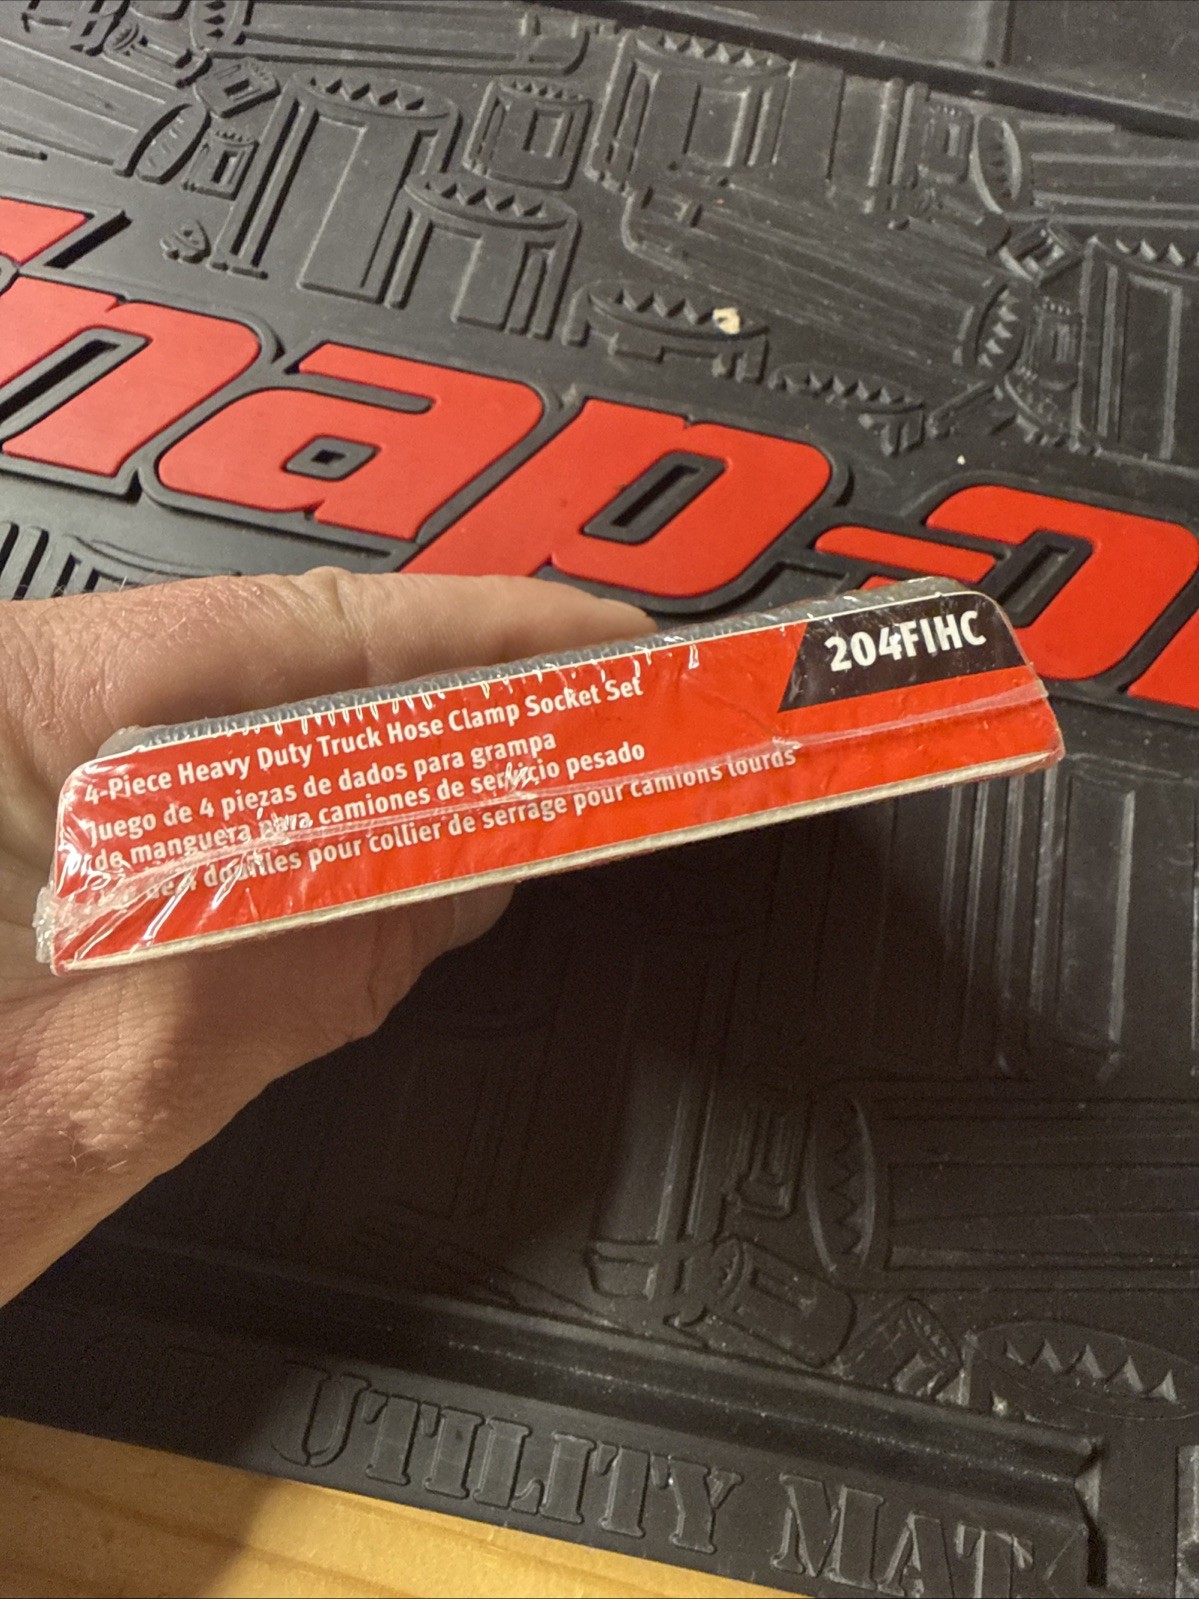 Snap-o
204FIHC
4-Piece Heavy Duty Truck Hose Clamp Socket Set
Juego de 4 piezas de dados para grampa
de manguera para camiones de servicio pesado
de 4 douilles pour collier de serrage pour camions lourds
UTILITY MAT